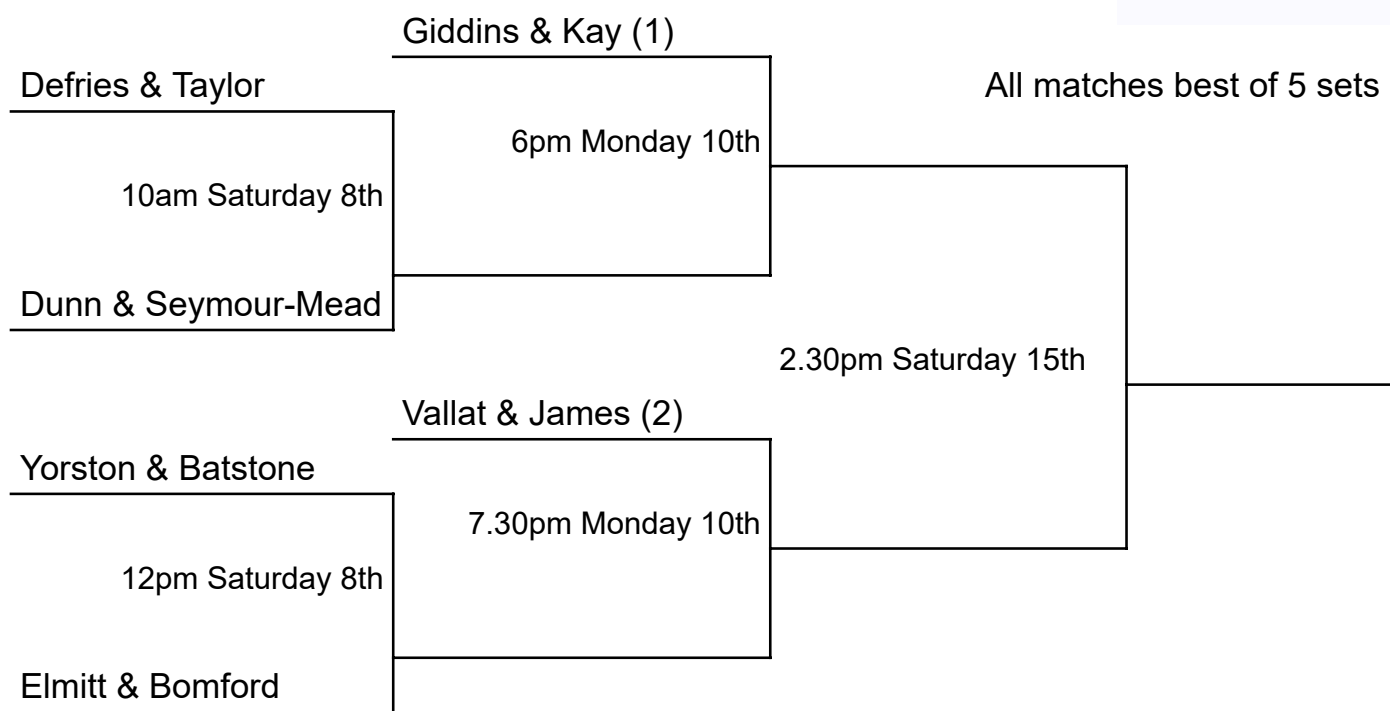 Giddins & Kay (1)
Defries & Taylor
All matches best of 5 sets
6pm Monday 10th
10am Saturday 8th
Dunn & Seymour-Mead
2.30pm Saturday 15th
Vallat & James (2)
Yorston & Batstone
7.30pm Monday 10th
12pm Saturday 8th
Elmitt & Bomford